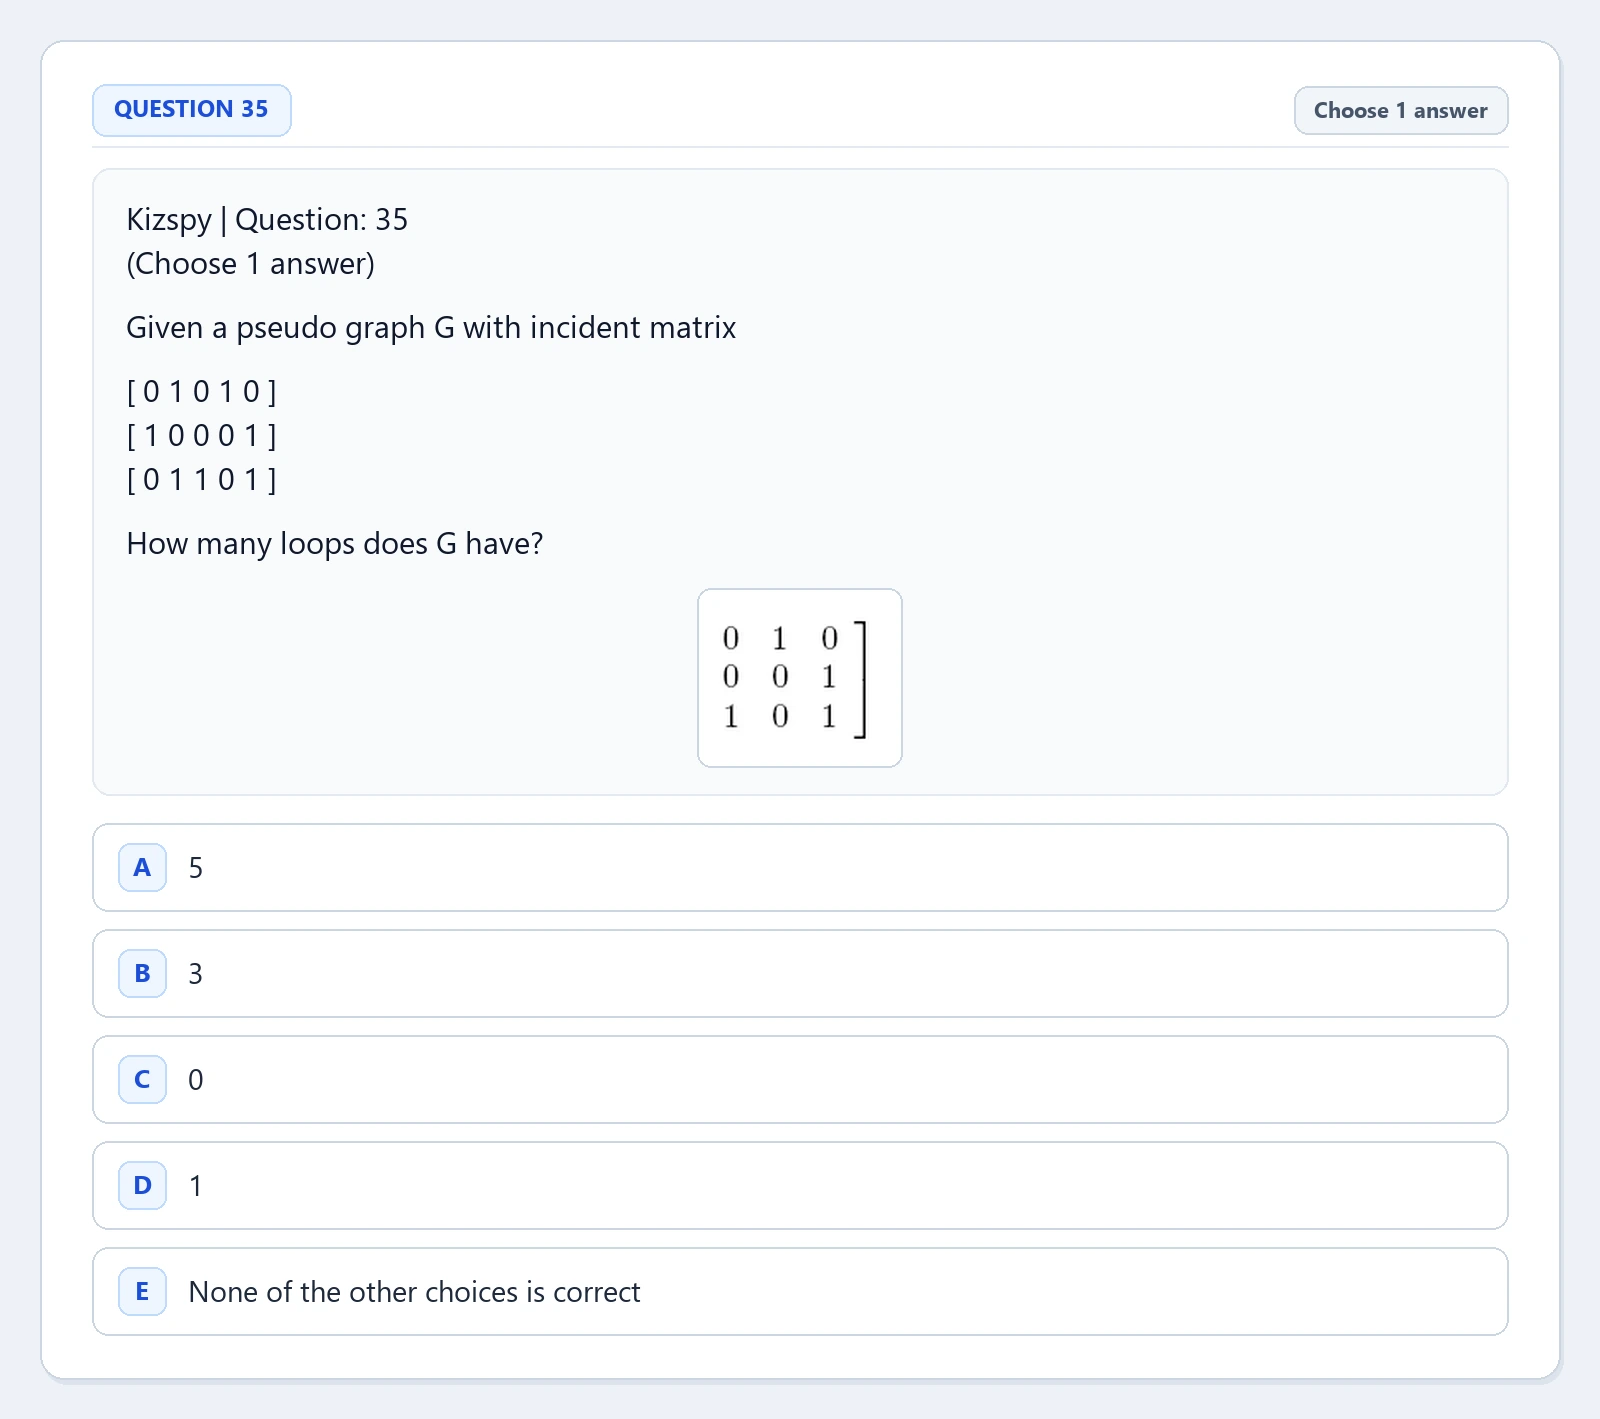 QUESTION 35
Choose 1 answer
Kizspy | Question: 35
(Choose 1 answer)
Given a pseudo graph G with incident matrix
[ 0 1 0 1 0 ]
[ 1 0 0 0 1 ]
[ 0 1 1 0 1 ]
How many loops does G have?
0 1 0 ]
0 0 1
1 0 1
A 5
B 3
C 0
D 1
E None of the other choices is correct